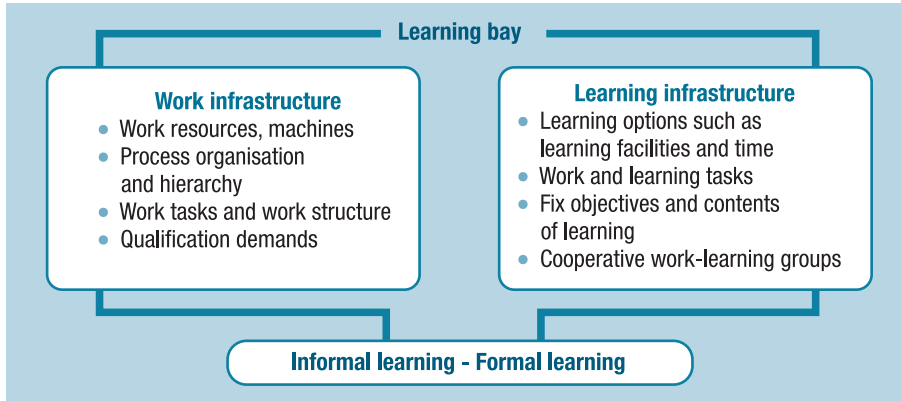 Learning bay
Work infrastructure
• Work resources, machines
• Process organisation
and hierarchy
• Work tasks and work structure
• Qualification demands
Learning infrastructure
• Learning options such as
learning facilities and time
• Work and learning tasks
• Fix objectives and contents
of learning
• Cooperative work-learning groups
Informal learning - Formal learning